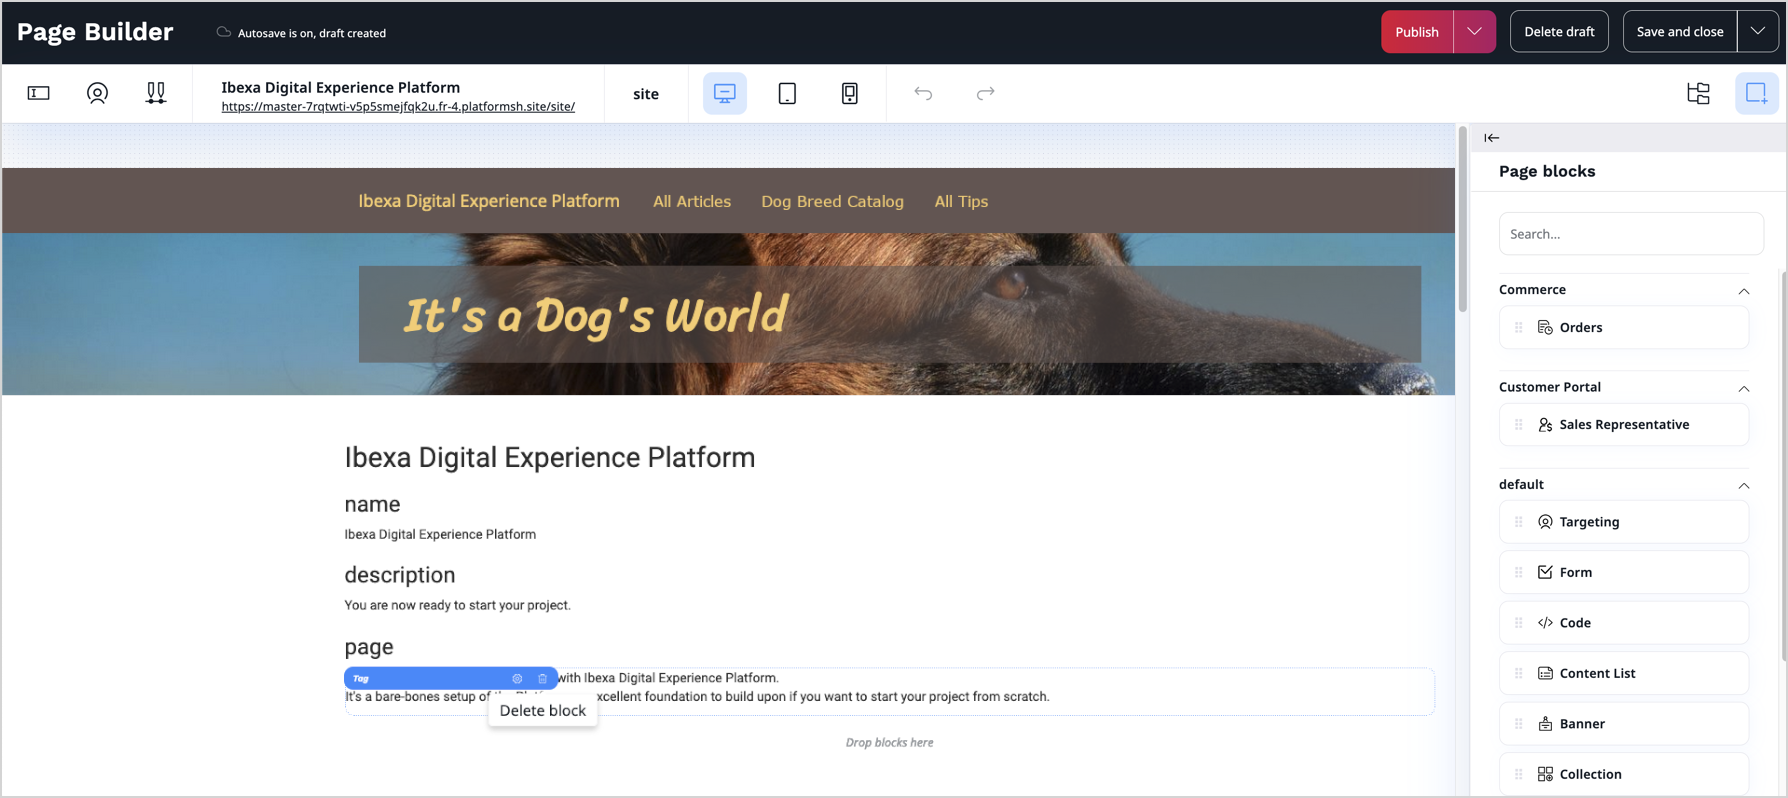 Page Builder
Autosave is on, draft created
Publish
Delete draft
Save and close
Ibexa Digital Experience Platform
https://master-7rqtwti-v5p5smejfqk2u.fr-4.platformsh.site/site/
site
Ibexa Digital Experience Platform
All Articles
Dog Breed Catalog
All Tips
It's a Dog's World
Ibexa Digital Experience Platform
name
Ibexa Digital Experience Platform
description
You are now ready to start your project.
page
Tag
with Ibexa Digital Experience Platform.
It's a bare-bones setup of the xcellent foundation to build upon if you want to start your project from scratch.
Delete block
Drop blocks here
Page blocks
Search...
Commerce
Orders
Customer Portal
Sales Representative
default
Targeting
Form
Code
Content List
Banner
Collection